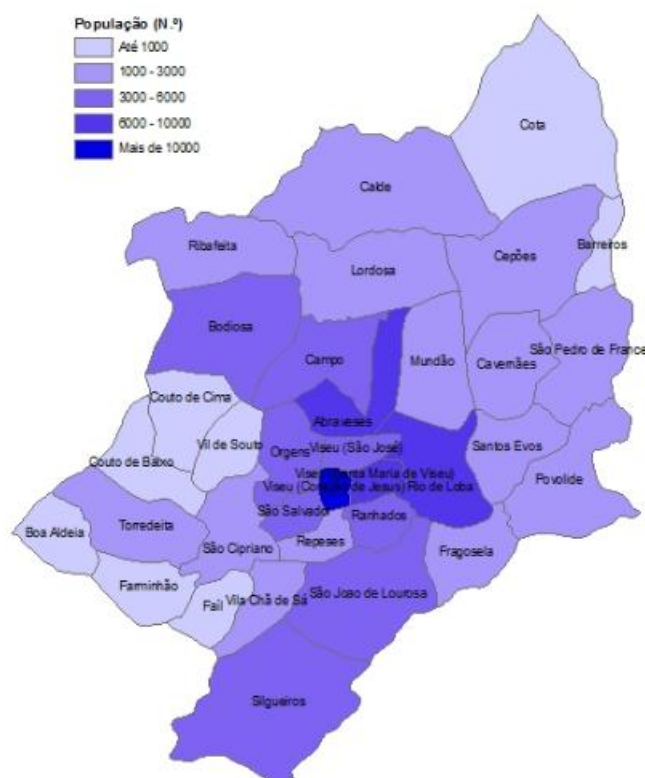 População (N.º)
Até 1000
1000 - 3000
3000 - 6000
6000 - 10000
Mais de 10000
Cota
Calde
Barreiros
Ribafeita
Cepões
Lordosa
Bodiosa
São Pedro de France
Campo
Mundão
Cavernães
Couto de Cima
Abraveses
Vil de Souto
Orgens
Viseu (São José)
Santos Evos
Couto de Baixo
Viseu (Santa Maria de Viseu)
Povolide
Viseu (Coração de Jesus)
Rio de Loba
São Salvador
Ranhados
Torredeita
Boa Aldeia
Repeses
São Cipriano
Fragosela
Farminhão
Fail
Vila Chã de Sá
São Joao de Lourosa
Silgueiros